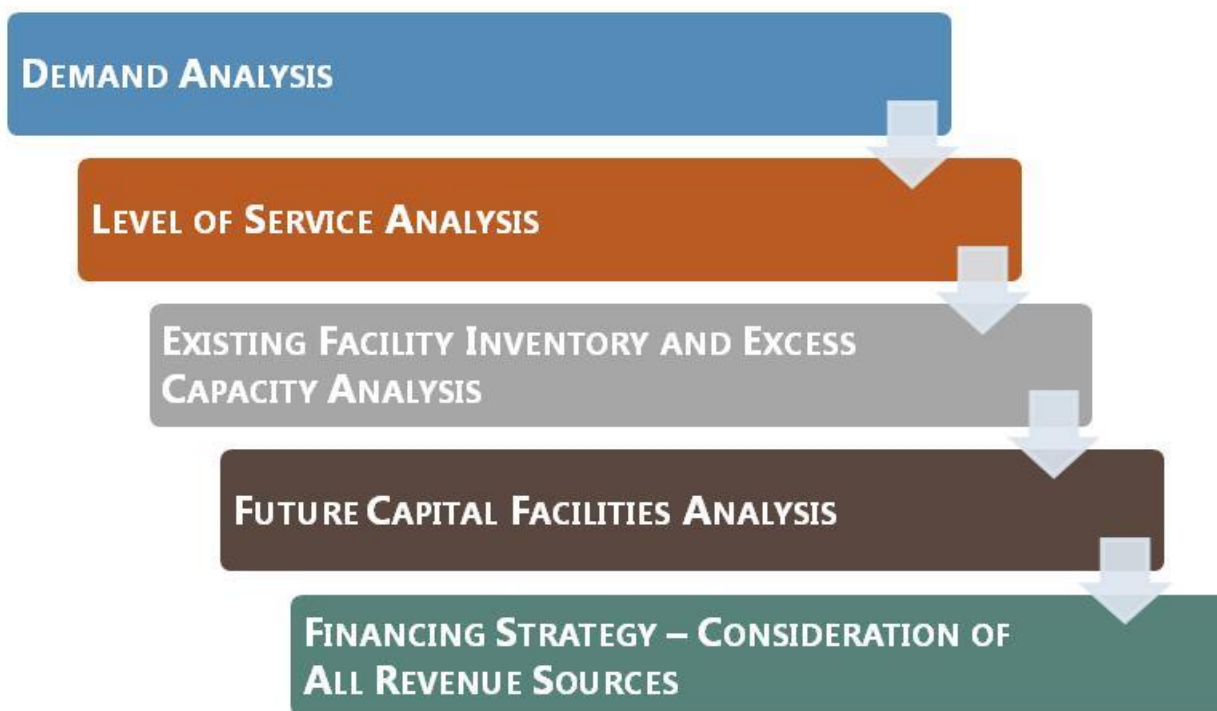 DEMAND ANALYSIS
LEVEL OF SERVICE ANALYSIS
EXISTING FACILITY INVENTORY AND EXCESS
CAPACITY ANALYSIS
FUTURE CAPITAL FACILITIES ANALYSIS
FINANCING STRATEGY – CONSIDERATION OF
ALL REVENUE SOURCES